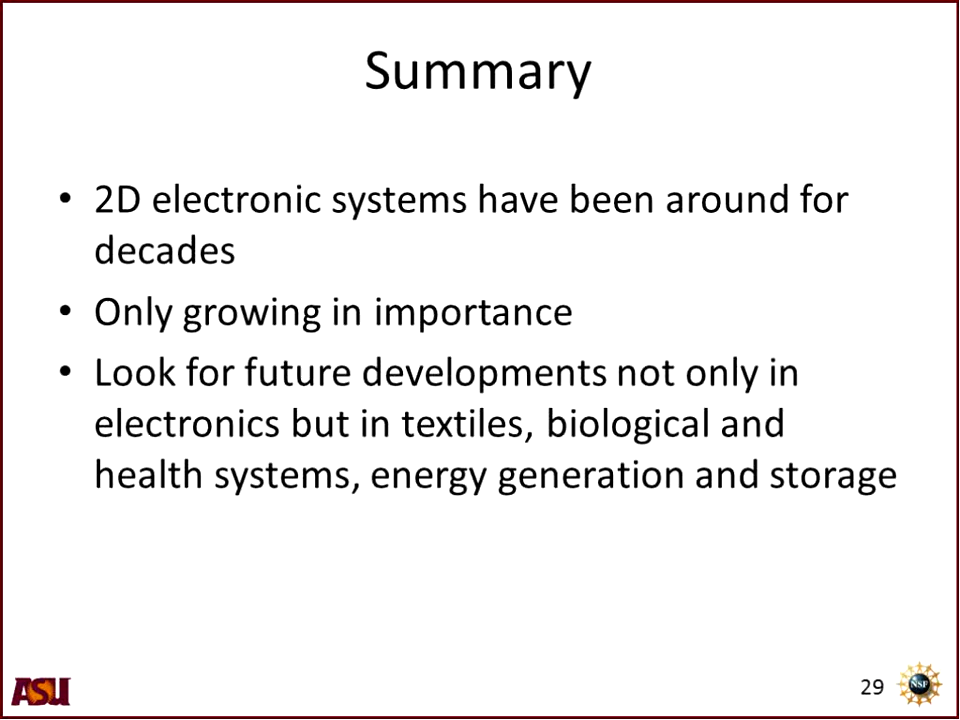 Summary
• 2D electronic systems have been around for
decades
• Only growing in importance
• Look for future developments not only in
electronics but in textiles, biological and
health systems, energy generation and storage
ASU
29
NSF